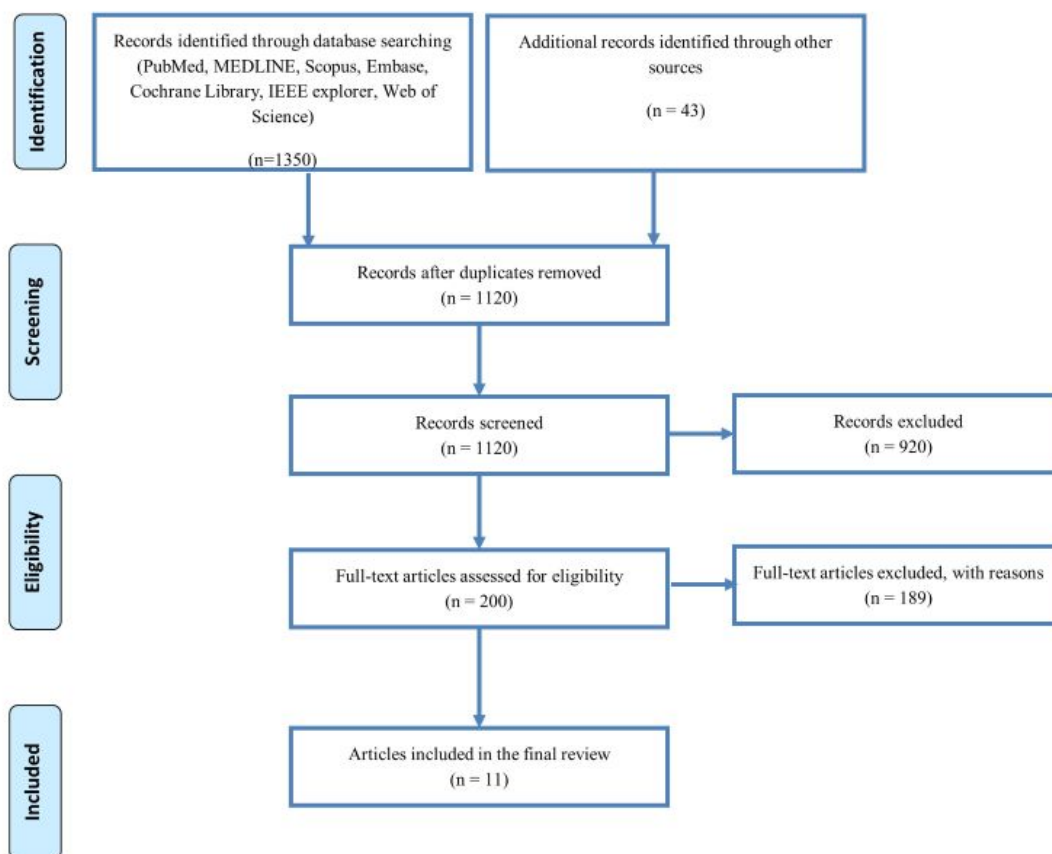 Identification
Records identified through database searching
(PubMed, MEDLINE, Scopus, Embase,
Cochrane Library, IEEE explorer, Web of
Science)
(n=1350)
Additional records identified through other
sources
(n = 43)
Screening
Records after duplicates removed
(n = 1120)
Records screened
(n = 1120)
Records excluded
(n = 920)
Eligibility
Full-text articles assessed for eligibility
(n = 200)
Full-text articles excluded, with reasons
(n = 189)
Included
Articles included in the final review
(n = 11)